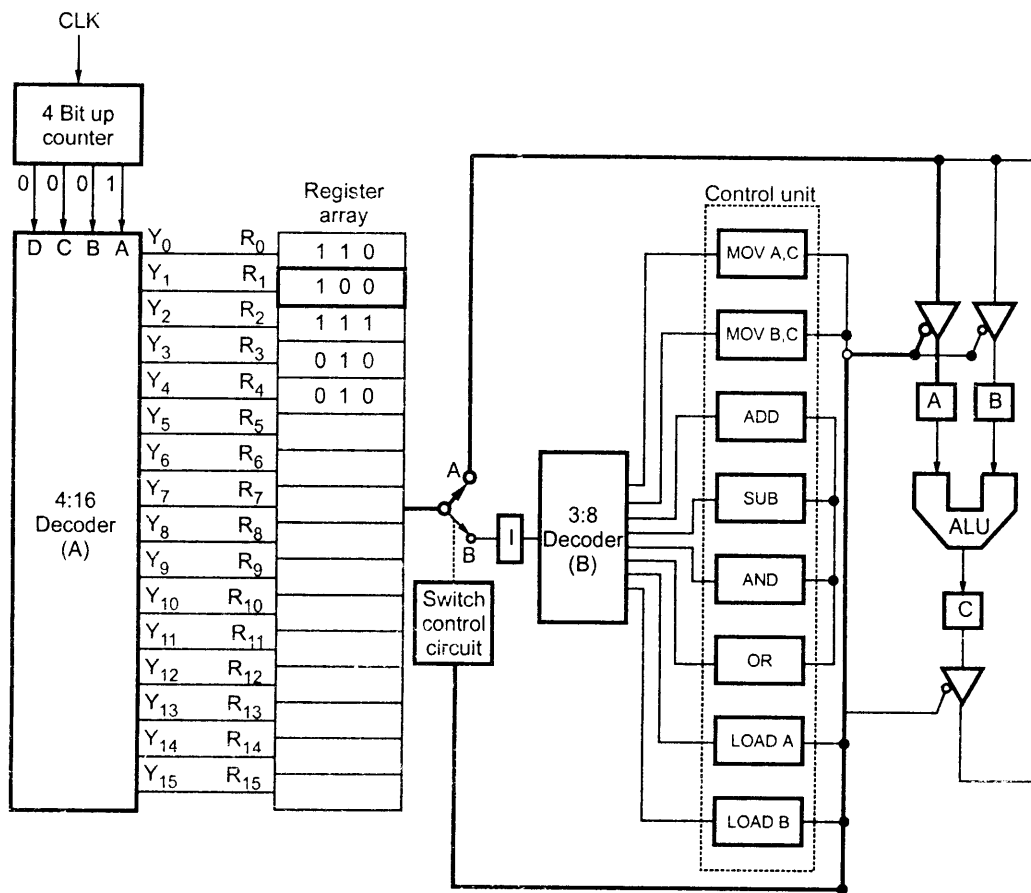 CLK
4 Bit up
counter
0 0 0 1
D C B A
4:16
Decoder
(A)
Register
array
Y0 R0 1 1 0
Y1 R1 1 0 0
Y2 R2 1 1 1
Y3 R3 0 1 0
Y4 R4 0 1 0
Y5 R5
Y6 R6
Y7 R7
Y8 R8
Y9 R9
Y10 R10
Y11 R11
Y12 R12
Y13 R13
Y14 R14
Y15 R15
A
B
Switch
control
circuit
I
3:8
Decoder
(B)
Control unit
MOV A,C
MOV B,C
ADD
SUB
AND
OR
LOAD A
LOAD B
A B
ALU
C